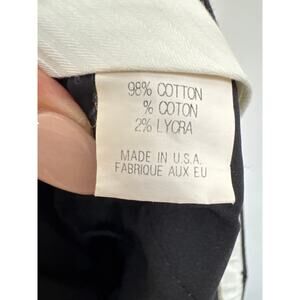 98% COTTON
% COTON
2% LYCRA
MADE IN U.S.A.
FABRIQUE AUX EU